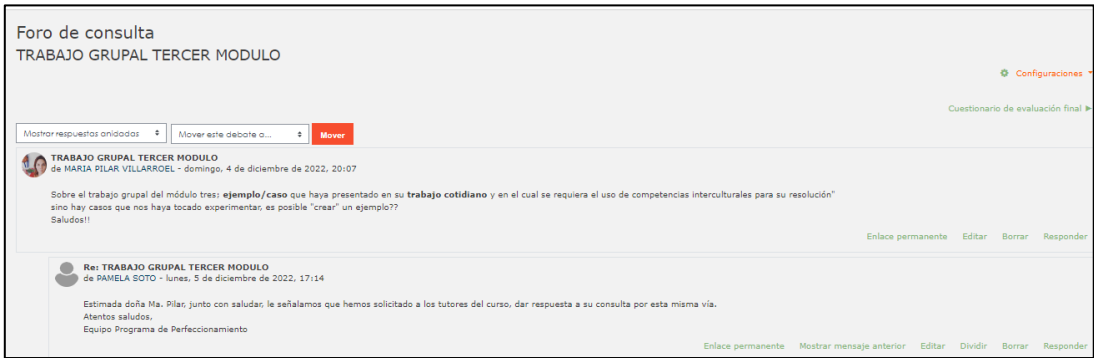 Foro de consulta
TRABAJO GRUPAL TERCER MODULO
Configuraciones
Cuestionario de evaluación final ▶
Mostrar respuestas anidadas
Mover este debate a...
Mover
TRABAJO GRUPAL TERCER MODULO
de MARIA PILAR VILLARROEL - domingo, 4 de diciembre de 2022, 20:07
Sobre el trabajo grupal del módulo tres; ejemplo/caso que haya presentado en su trabajo cotidiano y en el cual se requiera el uso de competencias interculturales para su resolución"
sino hay casos que nos haya tocado experimentar, es posible "crear" un ejemplo??
Saludos!!
Enlace permanente Editar Borrar Responder
Re: TRABAJO GRUPAL TERCER MODULO
de PAMELA SOTO - lunes, 5 de diciembre de 2022, 17:14
Estimada doña Ma. Pilar, junto con saludar, le señalamos que hemos solicitado a los tutores del curso, dar respuesta a su consulta por esta misma vía.
Atentos saludos,
Equipo Programa de Perfeccionamiento
Enlace permanente Mostrar mensaje anterior Editar Dividir Borrar Responder